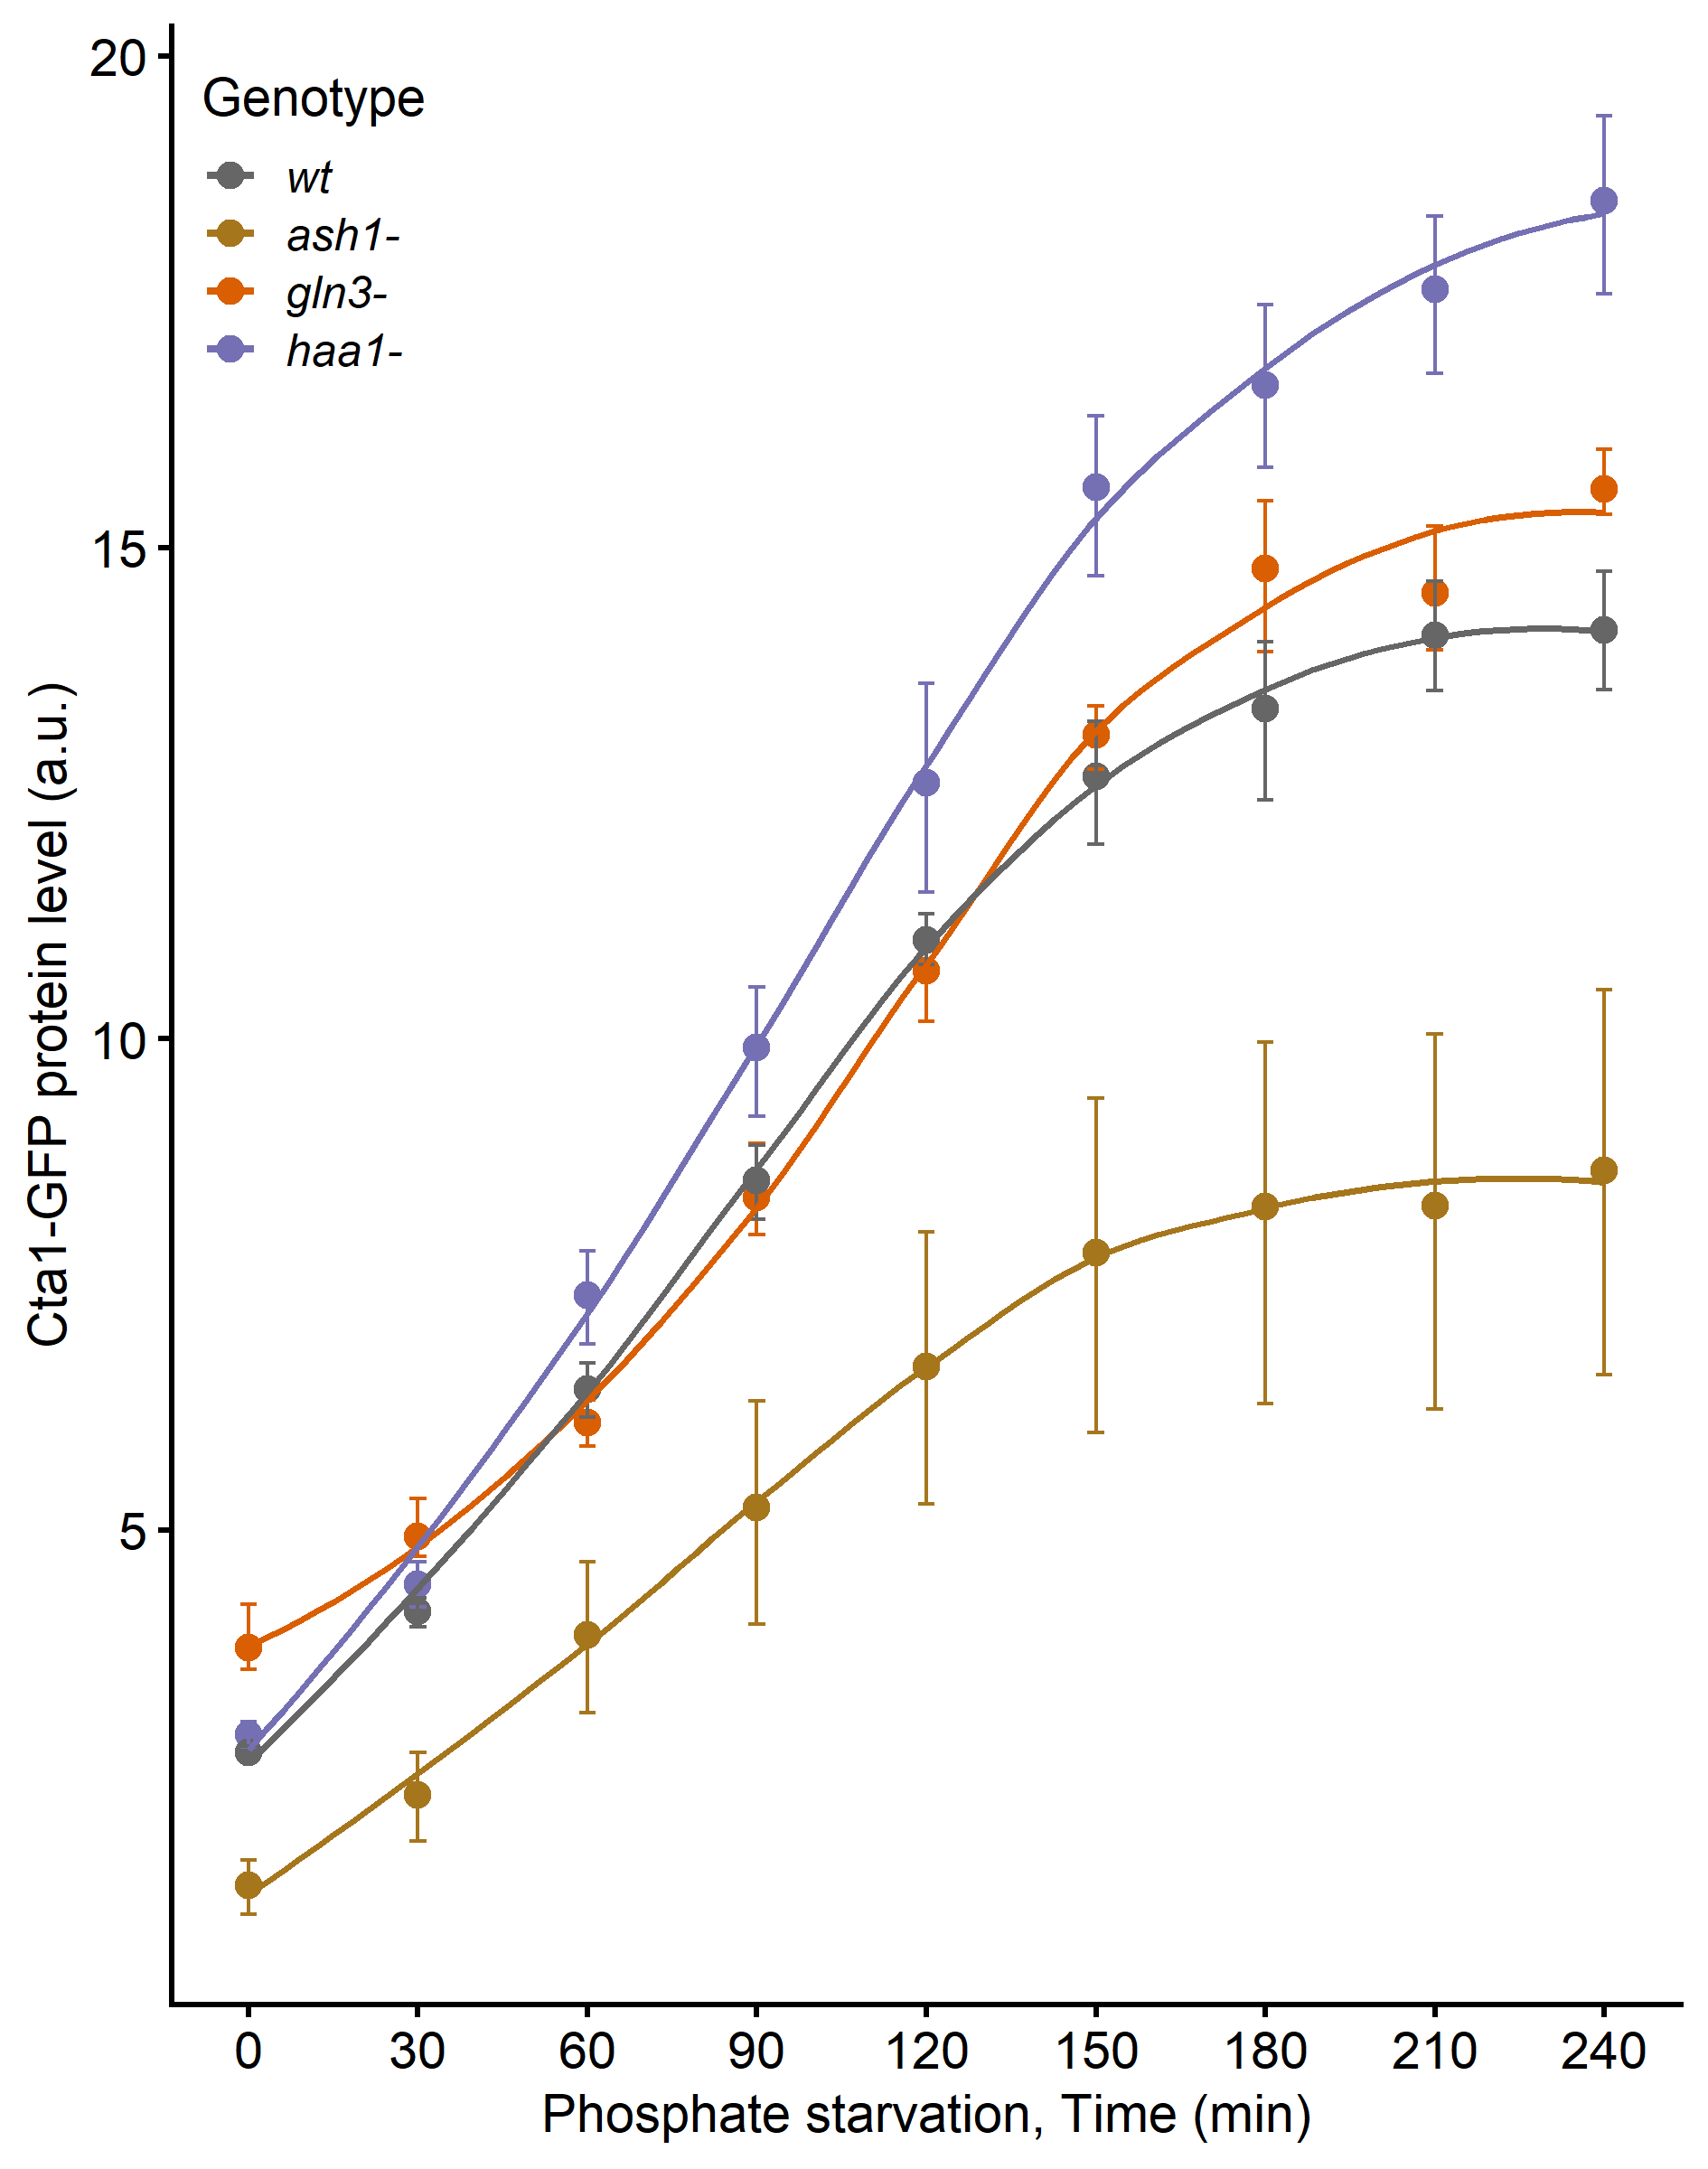 Genotype
wt
ash1-
gln3-
haa1-
20
15
10
5
Cta1-GFP protein level (a.u.)
0 30 60 90 120 150 180 210 240
Phosphate starvation, Time (min)